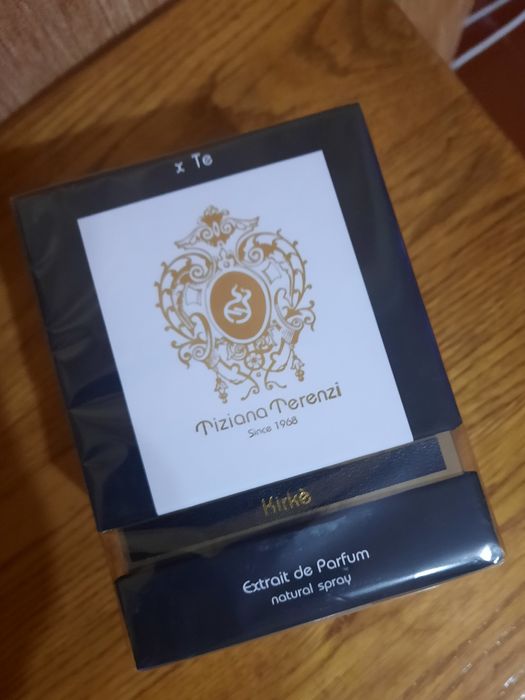 x Te
Tiziana Terenzi
Since 1968
Kirkè
Extrait de Parfum
natural spray